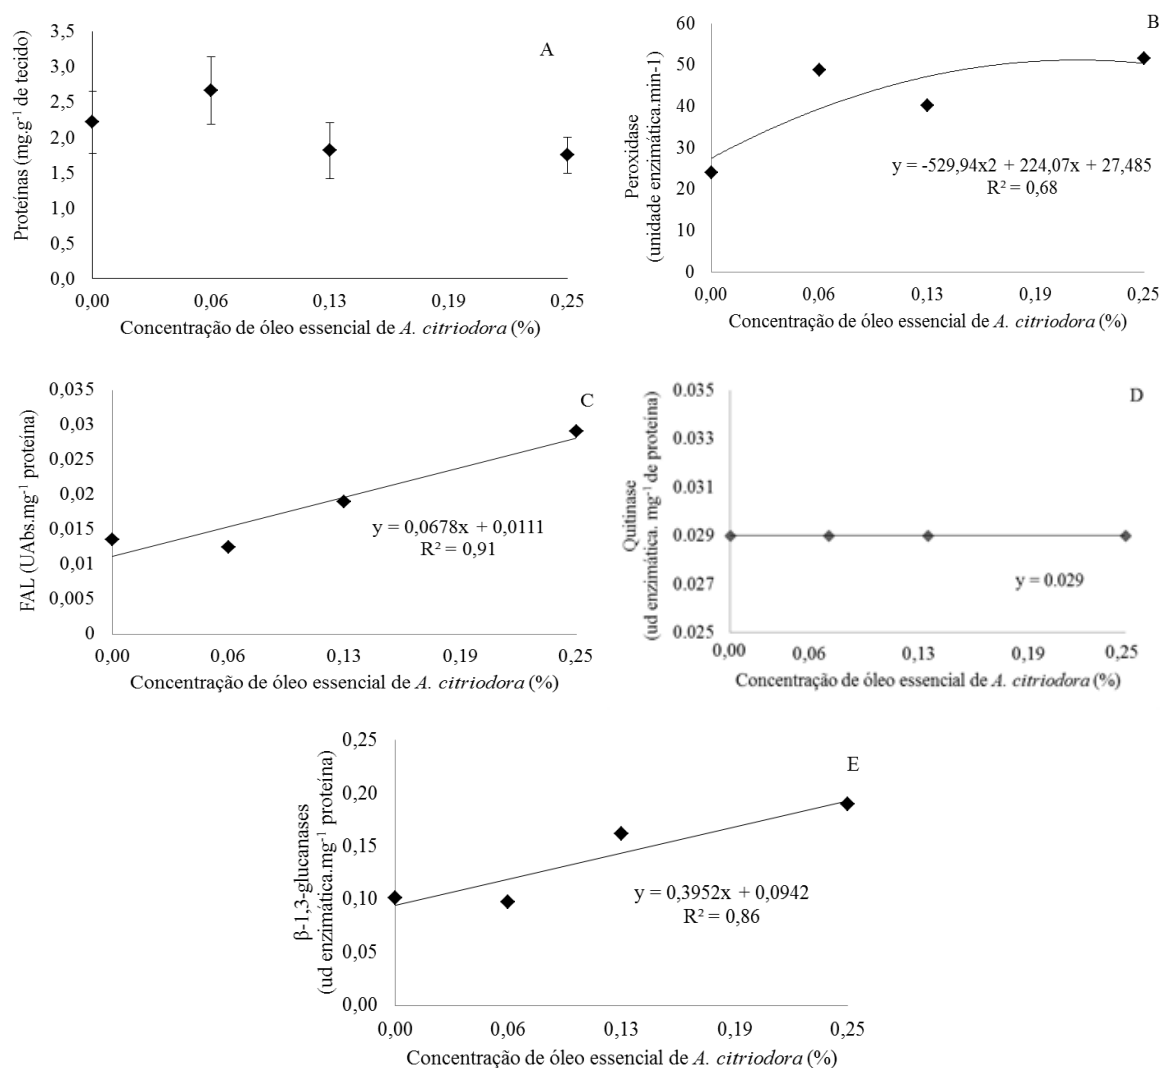 A
Proteínas (mg.g⁻¹ de tecido)
3,5
3,0
2,5
2,0
1,5
1,0
0,5
0,0
0,00 0,06 0,13 0,19 0,25
Concentração de óleo essencial de A. citriodora (%)
B
Peroxidase
(unidade enzimática.min-1)
60
50
40
30
20
10
0
y = -529,94x2 + 224,07x + 27,485
R² = 0,68
0,00 0,06 0,13 0,19 0,25
Concentração de óleo essencial de A. citriodora (%)
C
FAL (UAbs.mg⁻¹ proteína)
0,035
0,03
0,025
0,02
0,015
0,01
0,005
0
y = 0,0678x + 0,0111
R² = 0,91
0,00 0,06 0,13 0,19 0,25
Concentração de óleo essencial de A. citriodora (%)
D
Quitinase
(ud enzimática. mg⁻¹ de proteína)
0.035
0.033
0.031
0.029
0.027
0.025
y = 0.029
0,00 0,06 0,13 0,19 0,25
Concentração de óleo essencial de A. citriodora (%)
E
β-1,3-glucanases
(ud enzimática.mg⁻¹ proteína)
0,25
0,20
0,15
0,10
0,05
0,00
y = 0,3952x + 0,0942
R² = 0,86
0,00 0,06 0,13 0,19 0,25
Concentração de óleo essencial de A. citriodora (%)